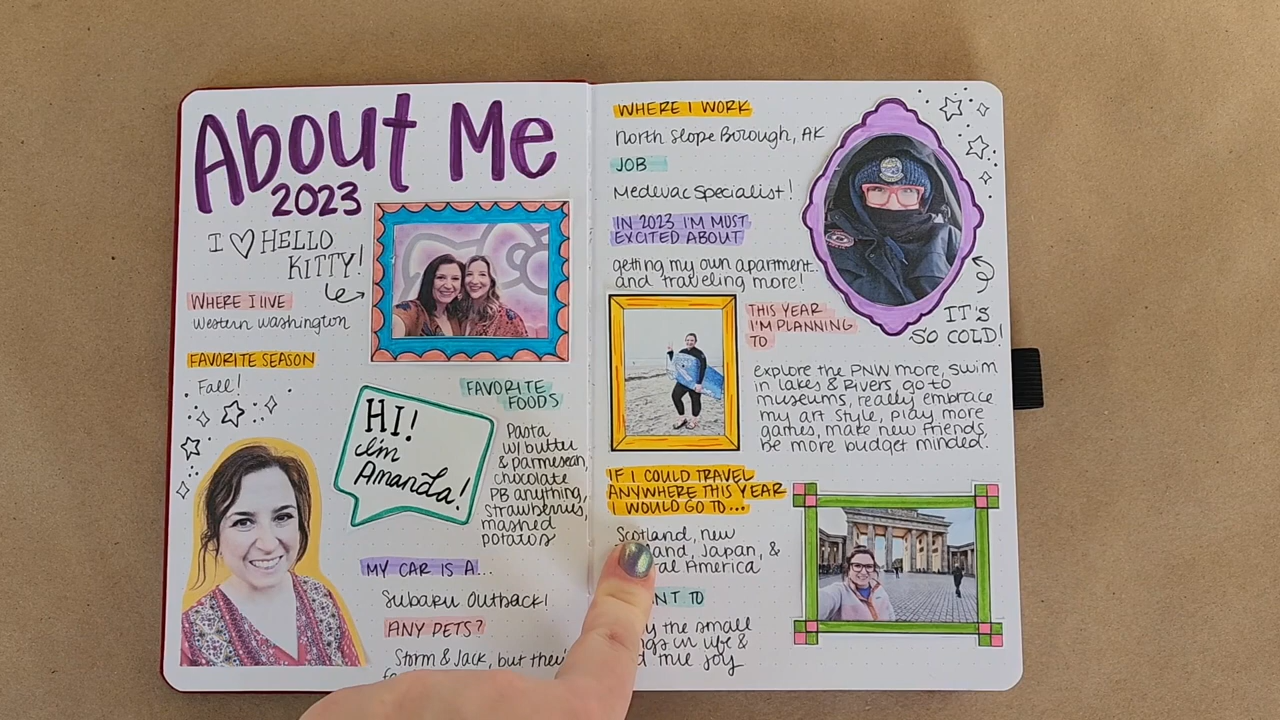 About Me
2023
I ♡ HELLO
KITTY!
WHERE I LIVE
Western Washington
FAVORITE SEASON
Fall!
HI!
I'm
Amanda!
FAVORITE
FOODS
Pasta
w/ butter
& parmesean,
chocolate
PB anything,
strawberries,
mashed
potatos
MY CAR IS A...
Subaru Outback!
ANY PETS?
Storm & Jack, but
WHERE I WORK
North Slope Borough, AK
JOB
Medevac Specialist!
IN 2023 I'M MOST
EXCITED ABOUT
getting my own apartment..
and traveling more!
IT'S
SO COLD!
THIS YEAR
I'M PLANNING
TO
explore the PNW more, swim
in lakes & Rivers, go to
museums, really embrace
my art style, play more
games, make new friends,
be more budget minded.
IF I COULD TRAVEL
ANYWHERE THIS YEAR
I WOULD GO TO...
Scotland, new
Japan, &
America
TO
the small
in life &
true joy